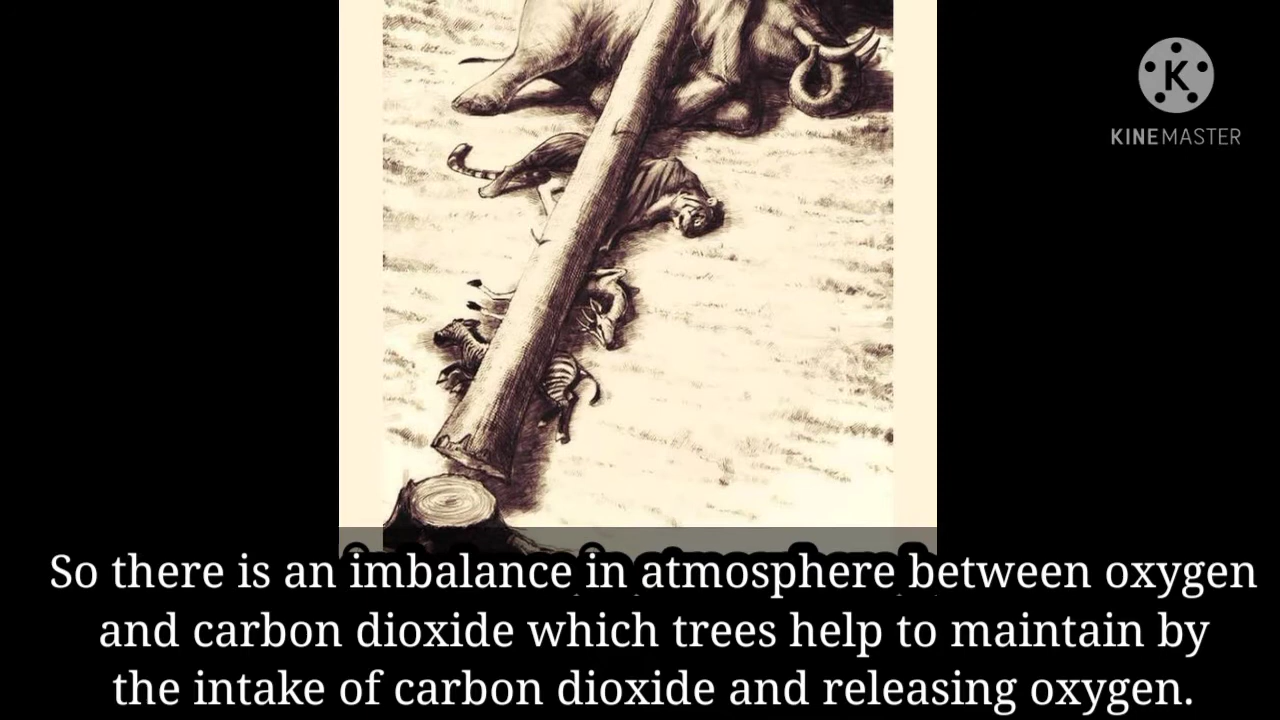 K
KINEMASTER
So there is an imbalance in atmosphere between oxygen
and carbon dioxide which trees help to maintain by
the intake of carbon dioxide and releasing oxygen.